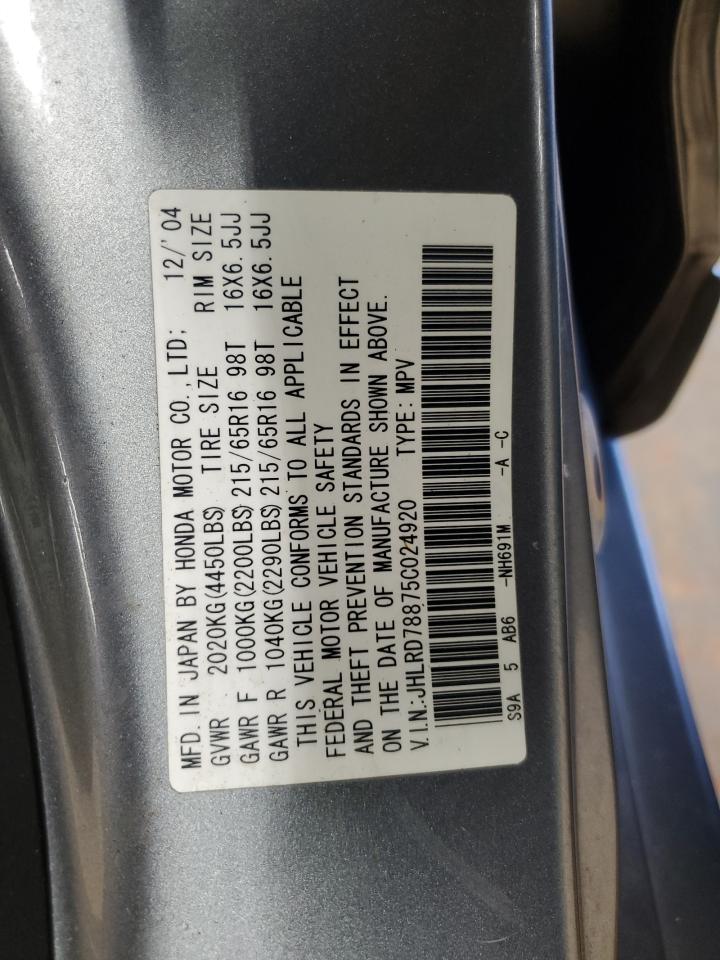 MFD. IN JAPAN BY HONDA MOTOR CO.,LTD; 12/'04
GVWR . 2020KG(4450LBS) TIRE SIZE RIM SIZE
GAWR F 1000KG(2200LBS)215/65R16 98T 16X6.5JJ
GAWR R 1040KG(2290LBS)215/65R16 98T 16X6.5JJ
THIS VEHICLE CONFORMS TO ALL APPLICABLE
FEDERAL MOTOR VEHICLE SAFETY
AND THEFT PREVENTION STANDARDS IN EFFECT
ON THE DATE OF MANUFACTURE SHOWN ABOVE.
V.I.N.:JHLRD78875C024920 TYPE: MPV
S9A 5 AB6 -NH691M -A -C